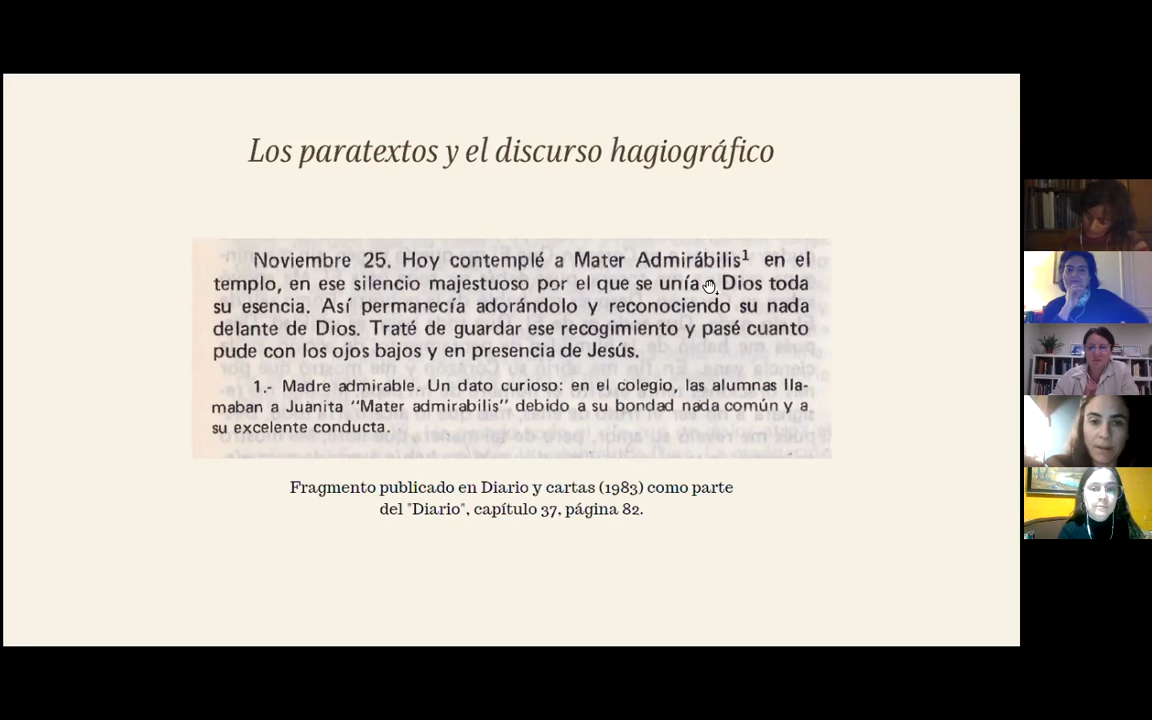 Los paratextos y el discurso hagiográfico
Noviembre 25. Hoy contemplé a Mater Admirábilis¹ en el
templo, en ese silencio majestuoso por el que se unía a Dios toda
su esencia. Así permanecía adorándolo y reconociendo su nada
delante de Dios. Traté de guardar ese recogimiento y pasé cuanto
pude con los ojos bajos y en presencia de Jesús.
1.- Madre admirable. Un dato curioso: en el colegio, las alumnas lla-
maban a Juanita "Mater admirabilis" debido a su bondad nada común y a
su excelente conducta.
Fragmento publicado en Diario y cartas (1983) como parte
del "Diario", capítulo 37, página 82.